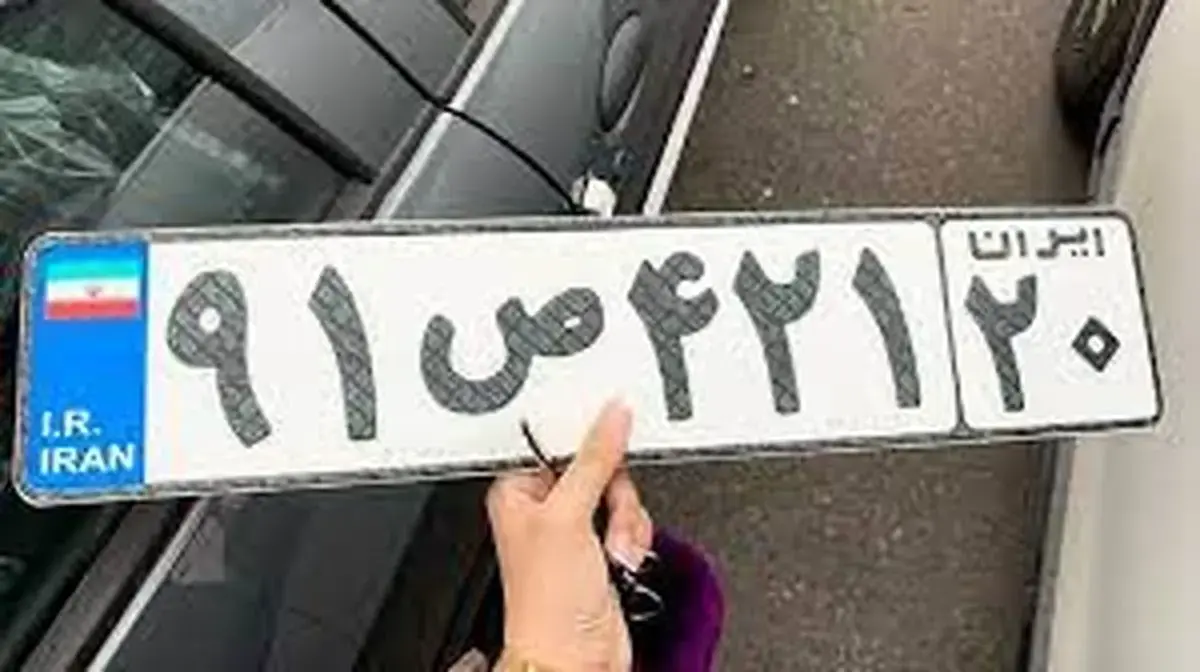 I.R.
IRAN
۹۱ ص ۴۲۱
ایران
۲۰